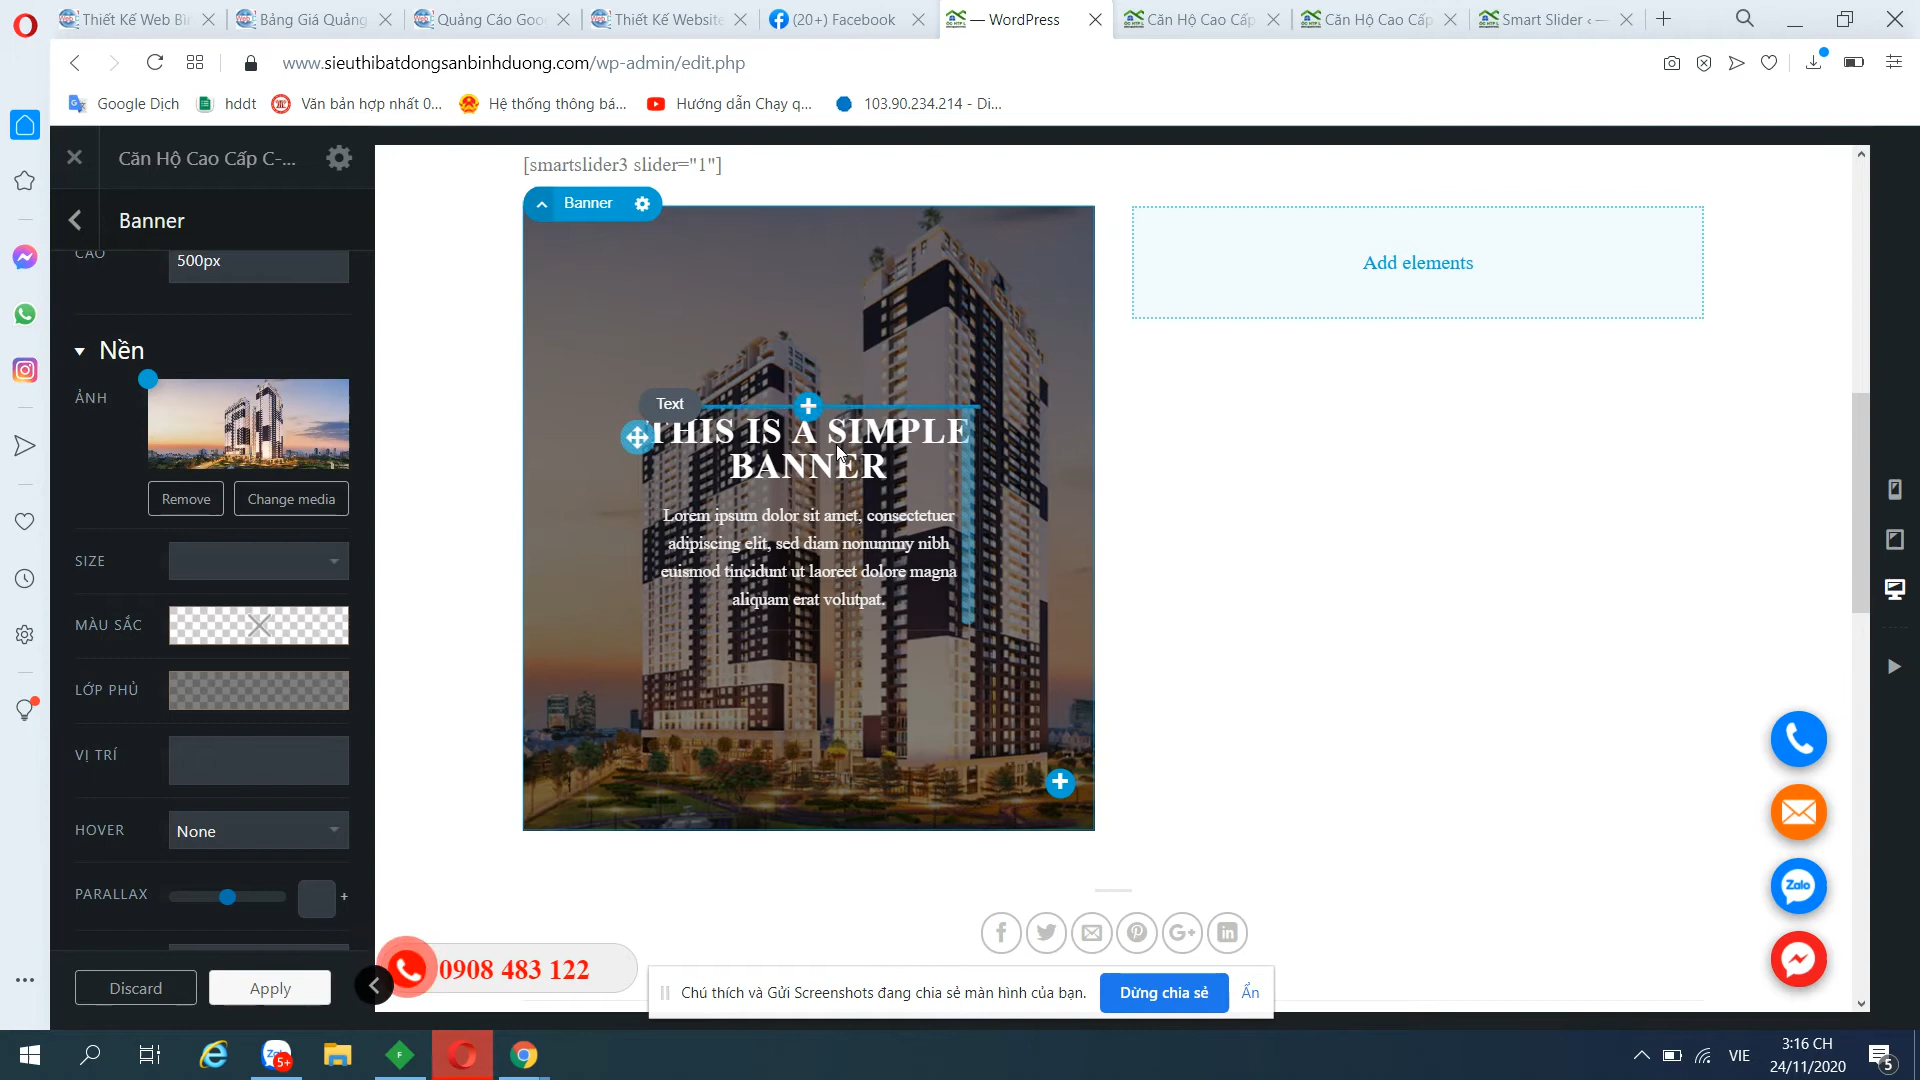 Thiết Kế Web Bì
Bảng Giá Quảng
Quảng Cáo Goo
Thiết Kế Website
(20+) Facebook
— WordPress
Căn Hộ Cao Cấp
Căn Hộ Cao Cấp
Smart Slider ‹ —
www.sieuthibatdongsanbinhduong.com/wp-admin/edit.php
Google Dịch
hddt
Văn bản hợp nhất 0...
Hệ thống thông bá...
Hướng dẫn Chạy q...
103.90.234.214 - Di...
Căn Hộ Cao Cấp C-...
Banner
CAO
500px
Nền
ẢNH
Remove
Change media
SIZE
MÀU SẮC
LỚP PHỦ
VỊ TRÍ
HOVER
None
PARALLAX
Discard
Apply
[smartslider3 slider="1"]
Banner
Text
THIS IS A SIMPLE
BANNER
Lorem ipsum dolor sit amet, consectetuer
adipiscing elit, sed diam nonummy nibh
euismod tincidunt ut laoreet dolore magna
aliquam erat volutpat.
Add elements
Zalo
0908 483 122
Chú thích và Gửi Screenshots đang chia sẻ màn hình của bạn.
Dừng chia sẻ
Ẩn
5+
VIE
3:16 CH
24/11/2020
5